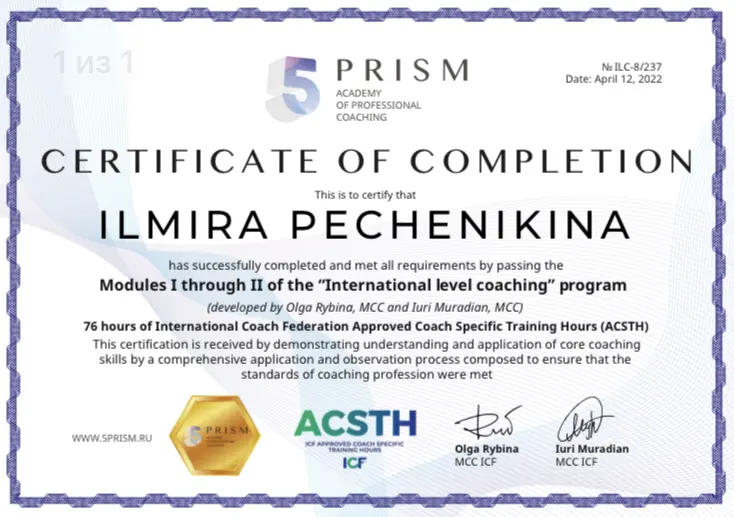 1 из 1
5 PRISM
ACADEMY
OF PROFESSIONAL
COACHING
№ ILC-8/237
Date: April 12, 2022
CERTIFICATE OF COMPLETION
This is to certify that
ILMIRA PECHENIKINA
has successfully completed and met all requirements by passing the
Modules I through II of the “International level coaching” program
(developed by Olga Rybina, MCC and Iuri Muradian, MCC)
76 hours of International Coach Federation Approved Coach Specific Training Hours (ACSTH)
This certification is received by demonstrating understanding and application of core coaching
skills by a comprehensive application and observation process composed to ensure that the
standards of coaching profession were met
WWW.5PRISM.RU
5 PRISM
ACSTH
ICF APPROVED COACH SPECIFIC
TRAINING HOURS
ICF
Olga Rybina
MCC ICF
Iuri Muradian
MCC ICF